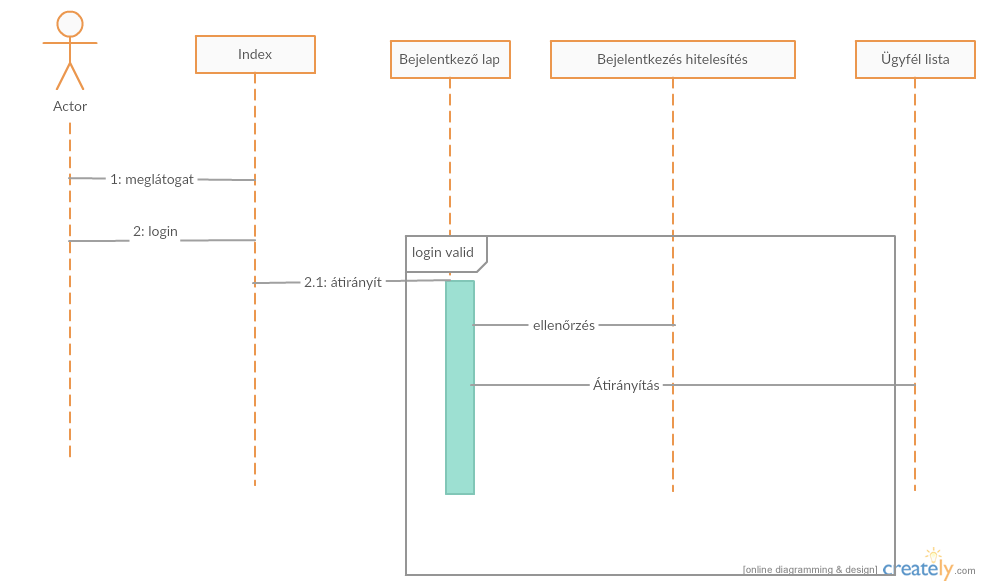 Actor
Index
Bejelentkező lap
Bejelentkezés hitelesítés
Ügyfél lista
1: meglátogat
2: login
login valid
2.1: átirányít
ellenőrzés
Átirányítás
[online diagramming & design] creately.com